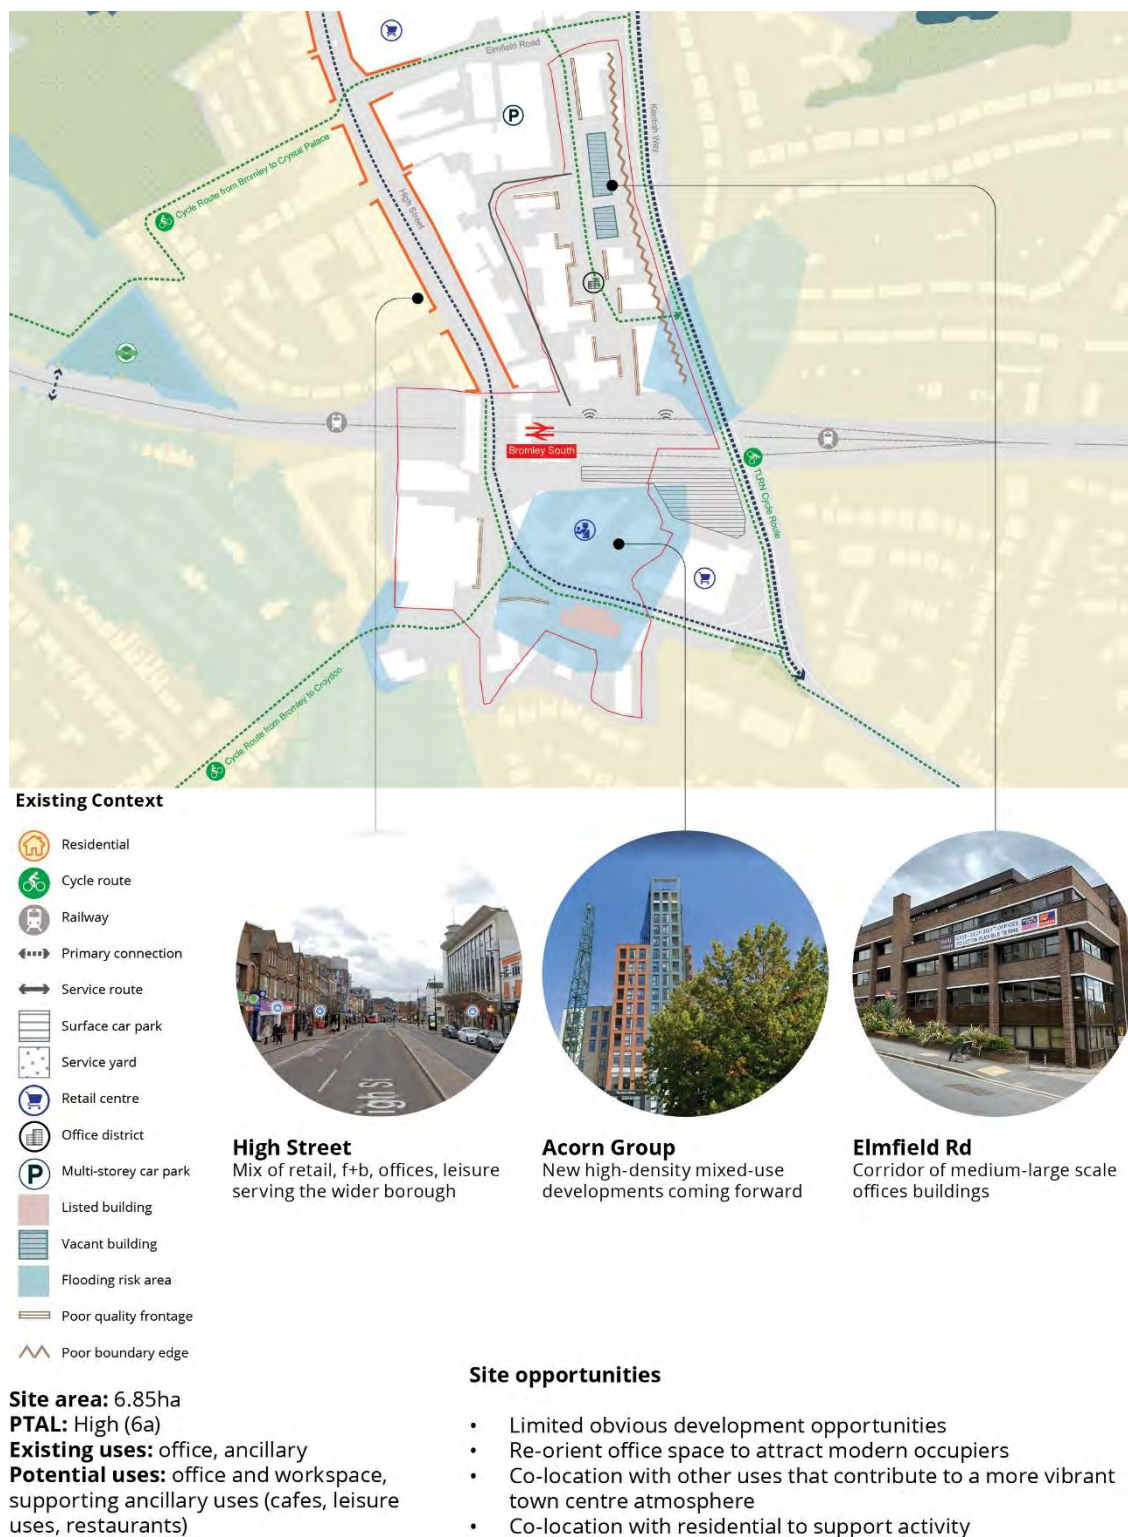 Elmfield Road
Kentish Way
Cycle Route from Bromley to Crystal Palace
P
High Street
Bromley South
TLRN Cycle Route
Cycle Route from Bromley to Croydon
Existing Context
Residential
Cycle route
Railway
Primary connection
Service route
Surface car park
Service yard
Retail centre
Office district
P
Multi-storey car park
Listed building
Vacant building
Flooding risk area
Poor quality frontage
Poor boundary edge
igh St
High Street
Mix of retail, f+b, offices, leisure
serving the wider borough
Acorn Group
New high-density mixed-use
developments coming forward
Elmfield Rd
Corridor of medium-large scale
offices buildings
Site area: 6.85ha
PTAL: High (6a)
Existing uses: office, ancillary
Potential uses: office and workspace,
supporting ancillary uses (cafes, leisure
uses, restaurants)
Site opportunities
• Limited obvious development opportunities
• Re-orient office space to attract modern occupiers
• Co-location with other uses that contribute to a more vibrant
town centre atmosphere
• Co-location with residential to support activity